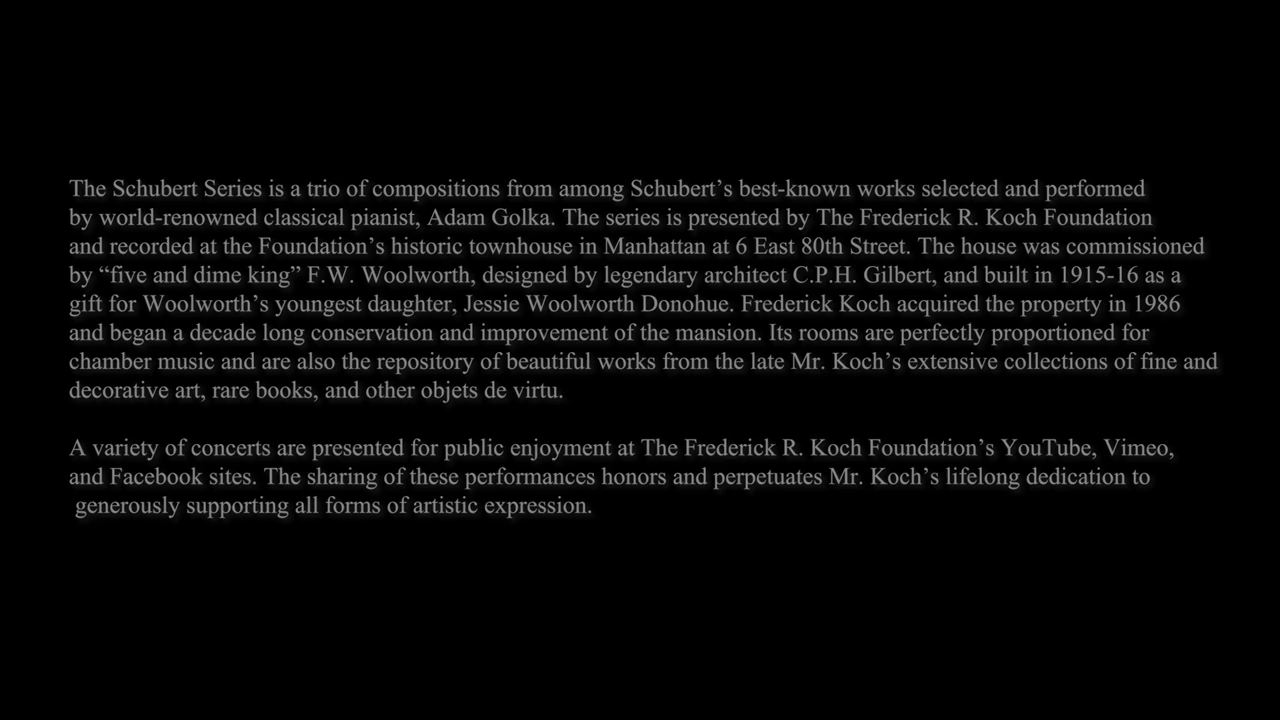 The Schubert Series is a trio of compositions from among Schubert’s best-known works selected and performed
by world-renowned classical pianist, Adam Golka. The series is presented by The Frederick R. Koch Foundation
and recorded at the Foundation’s historic townhouse in Manhattan at 6 East 80th Street. The house was commissioned
by “five and dime king” F.W. Woolworth, designed by legendary architect C.P.H. Gilbert, and built in 1915-16 as a
gift for Woolworth’s youngest daughter, Jessie Woolworth Donohue. Frederick Koch acquired the property in 1986
and began a decade long conservation and improvement of the mansion. Its rooms are perfectly proportioned for
chamber music and are also the repository of beautiful works from the late Mr. Koch’s extensive collections of fine and
decorative art, rare books, and other objets de virtu.
A variety of concerts are presented for public enjoyment at The Frederick R. Koch Foundation’s YouTube, Vimeo,
and Facebook sites. The sharing of these performances honors and perpetuates Mr. Koch’s lifelong dedication to
generously supporting all forms of artistic expression.